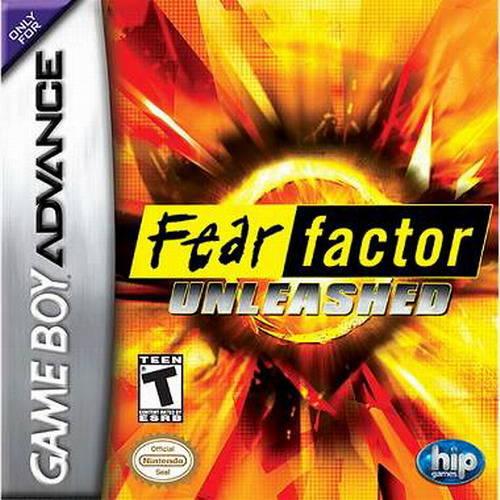 ONLY
FOR
GAME BOY ADVANCE
Fear factor
UNLEASHED
TEEN
T
CONTENT RATED BY
ESRB
Official
Nintendo
Seal
hip
games